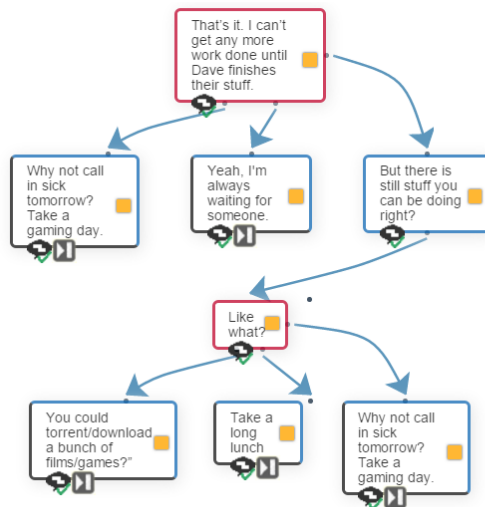 That's it. I can't
get any more
work done until
Dave finishes
their stuff.
Why not call
in sick
tomorrow?
Take a
gaming day.
Yeah, I'm
always
waiting for
someone.
But there is
still stuff you
can be doing
right?
Like
what?
You could
torrent/download
a bunch of
films/games?"
Take a
long
lunch
Why not call
in sick
tomorrow?
Take a
gaming day.